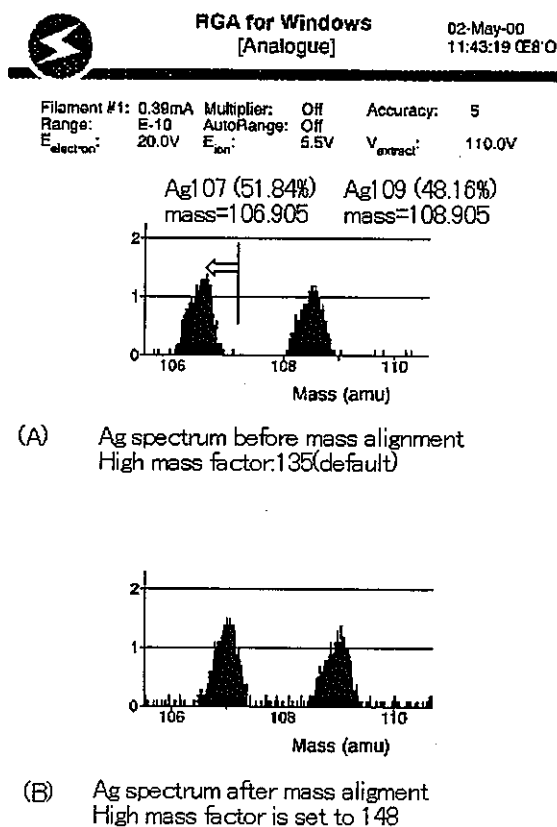 RGA for Windows
[Analogue]
02-May-00
11:43:19
Filament #1: 0.39mA Multiplier: Off Accuracy: 5
Range: E-10 AutoRange: Off
Eelectron: 20.0V Eion: 5.5V Vextract: 110.0V
Ag107 (51.84%) Ag109 (48.16%)
mass=106.905 mass=108.905
2
1
0
106 108 110
Mass (amu)
(A) Ag spectrum before mass alignment
High mass factor:135(default)
2
1
0
106 108 110
Mass (amu)
(B) Ag spectrum after mass aligment
High mass factor is set to 148